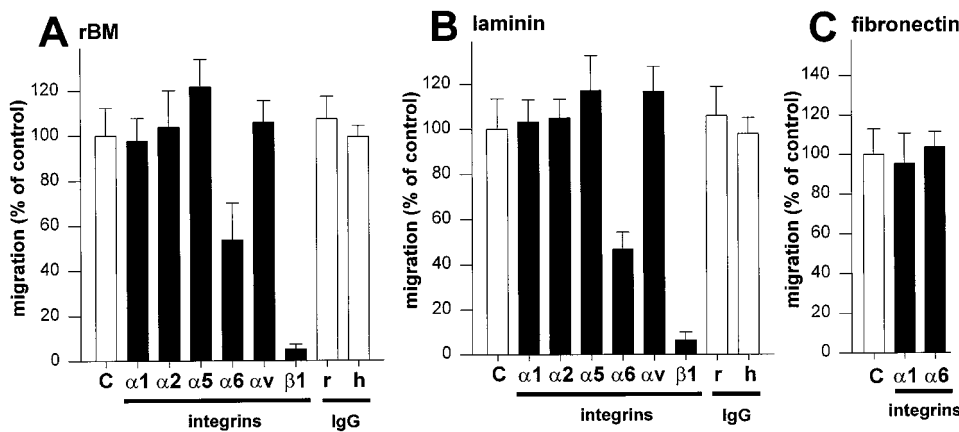 A rBM
migration (% of control)
120
100
80
60
40
20
0
C α1 α2 α5 α6 αv β1 r h
integrins IgG
B laminin
migration (% of control)
120
100
80
60
40
20
0
C α1 α2 α5 α6 αv β1 r h
integrins IgG
C fibronectin
migration (% of control)
140
120
100
80
60
40
20
0
C α1 α6
integrins